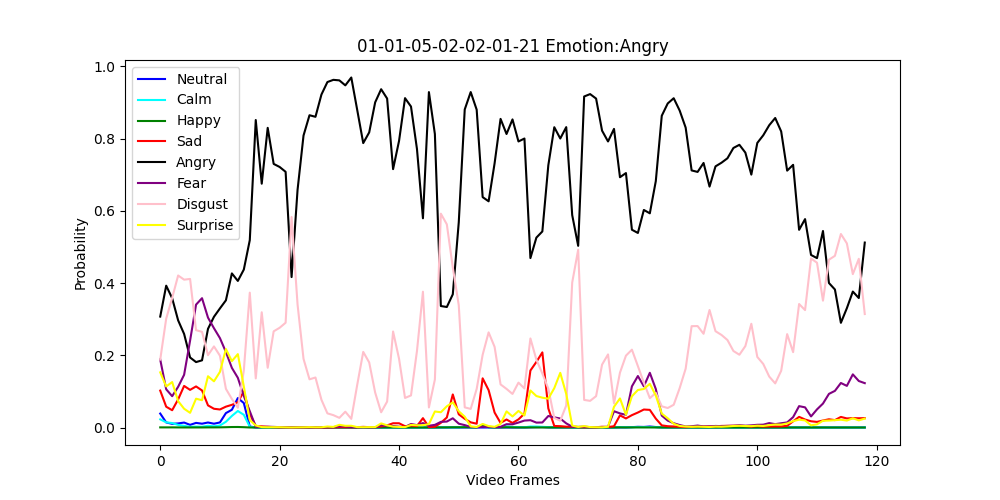 01-01-05-02-02-01-21 Emotion:Angry
1.0
0.8
0.6
0.4
0.2
0.0
Probability
Neutral
Calm
Happy
Sad
Angry
Fear
Disgust
Surprise
0 20 40 60 80 100 120
Video Frames